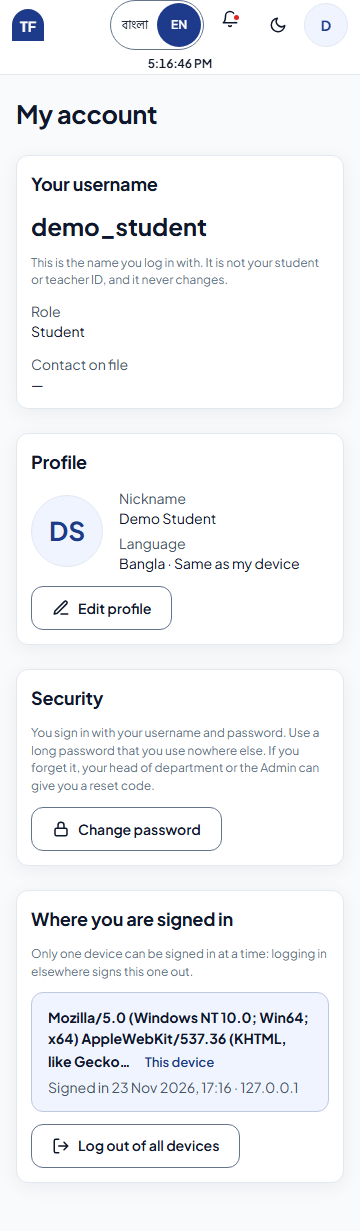 TF
বাংলা
EN
D
5:16:46 PM
My account
Your username
demo_student
This is the name you log in with. It is not your student
or teacher ID, and it never changes.
Role
Student
Contact on file
—
Profile
DS
Nickname
Demo Student
Language
Bangla · Same as my device
Edit profile
Security
You sign in with your username and password. Use a
long password that you use nowhere else. If you
forget it, your head of department or the Admin can
give you a reset code.
Change password
Where you are signed in
Only one device can be signed in at a time: logging in
elsewhere signs this one out.
Mozilla/5.0 (Windows NT 10.0; Win64;
x64) AppleWebKit/537.36 (KHTML,
like Gecko… This device
Signed in 23 Nov 2026, 17:16 · 127.0.0.1
Log out of all devices